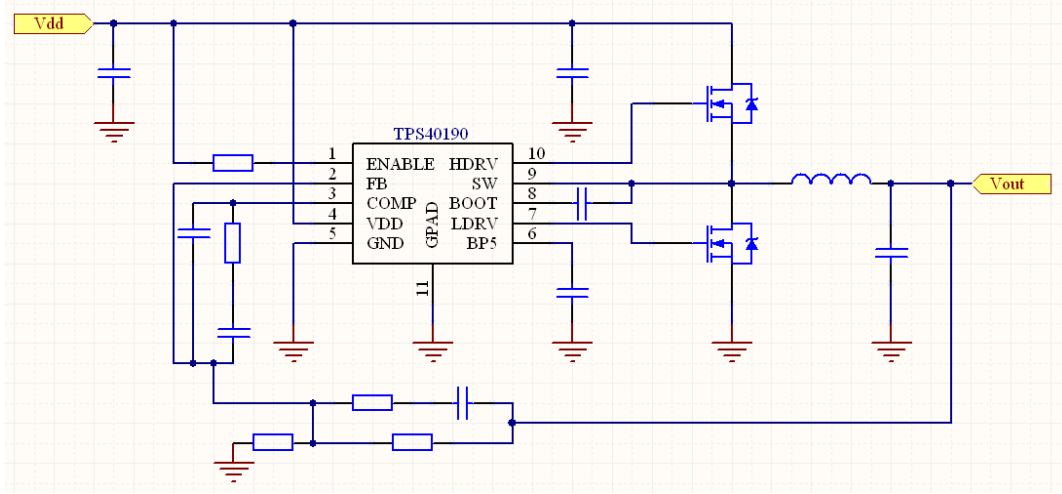 Vdd
TPS40190
1 ENABLE HDRV 10
2 FB SW 9
3 COMP BOOT 8
4 VDD LDRV 7
5 GND BP5 6
GPAD
11
Vout